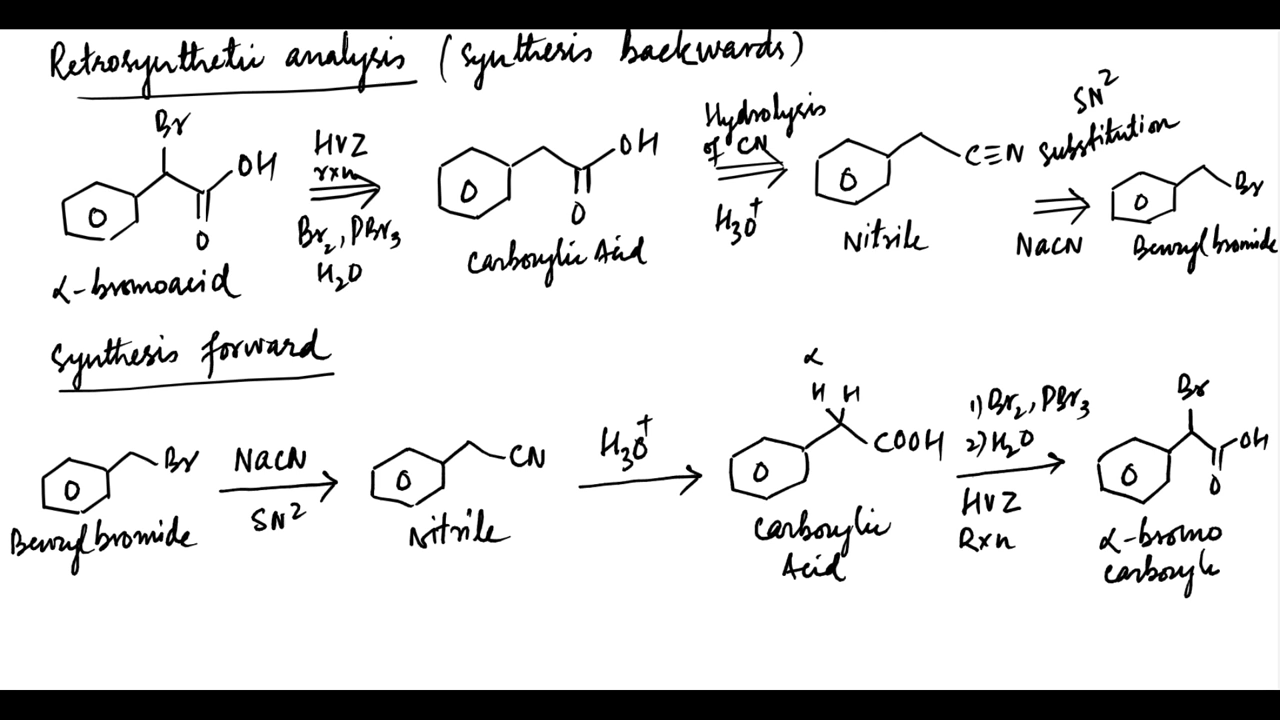 Retrosynthetic analysis (synthesis backwards)
Br
OH
O
α-bromoacid
HVZ
rxn
Br2, PBr3
H2O
OH
O
Carboxylic Acid
Hydrolysis
of CN
H3O+
C≡N
Nitrile
SN2
substitution
NaCN
Br
Benzyl bromide
Synthesis forward
Br
Benzyl bromide
NaCN
SN2
CN
Nitrile
H3O+
α
H H
COOH
Carboxylic
Acid
1) Br2, PBr3
2) H2O
HVZ
Rxn
Br
OH
O
α-bromo
carboxyli